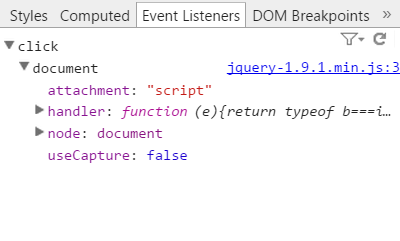 Styles Computed Event Listeners DOM Breakpoints »
click
document jquery-1.9.1.min.js:3
attachment: "script"
handler: function (e){return typeof b===i…
node: document
useCapture: false